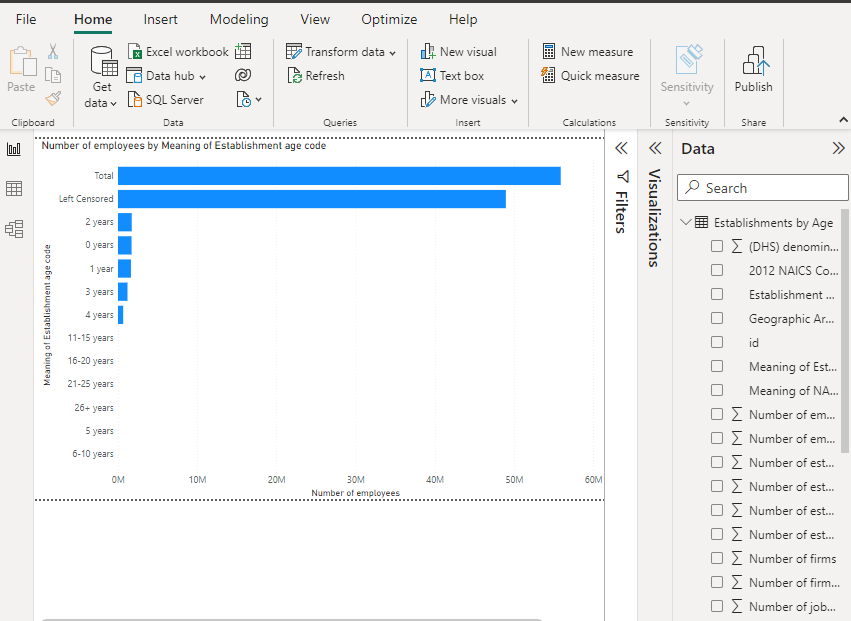 File Home Insert Modeling View Optimize Help
Paste
Clipboard
Get data
Excel workbook
Data hub
SQL Server
Data
Transform data
Refresh
Queries
New visual
Text box
More visuals
Insert
New measure
Quick measure
Calculations
Sensitivity
Sensitivity
Publish
Share
Number of employees by Meaning of Establishment age code
Meaning of Establishment age code
Total
Left Censored
2 years
0 years
1 year
3 years
4 years
11-15 years
16-20 years
21-25 years
26+ years
5 years
6-10 years
0M 10M 20M 30M 40M 50M 60M
Number of employees
Filters
Visualizations
Data
Search
Establishments by Age
(DHS) denomin...
2012 NAICS Co...
Establishment ...
Geographic Ar...
id
Meaning of Est...
Meaning of NA...
Number of em...
Number of em...
Number of est...
Number of est...
Number of est...
Number of est...
Number of firms
Number of firm...
Number of job...